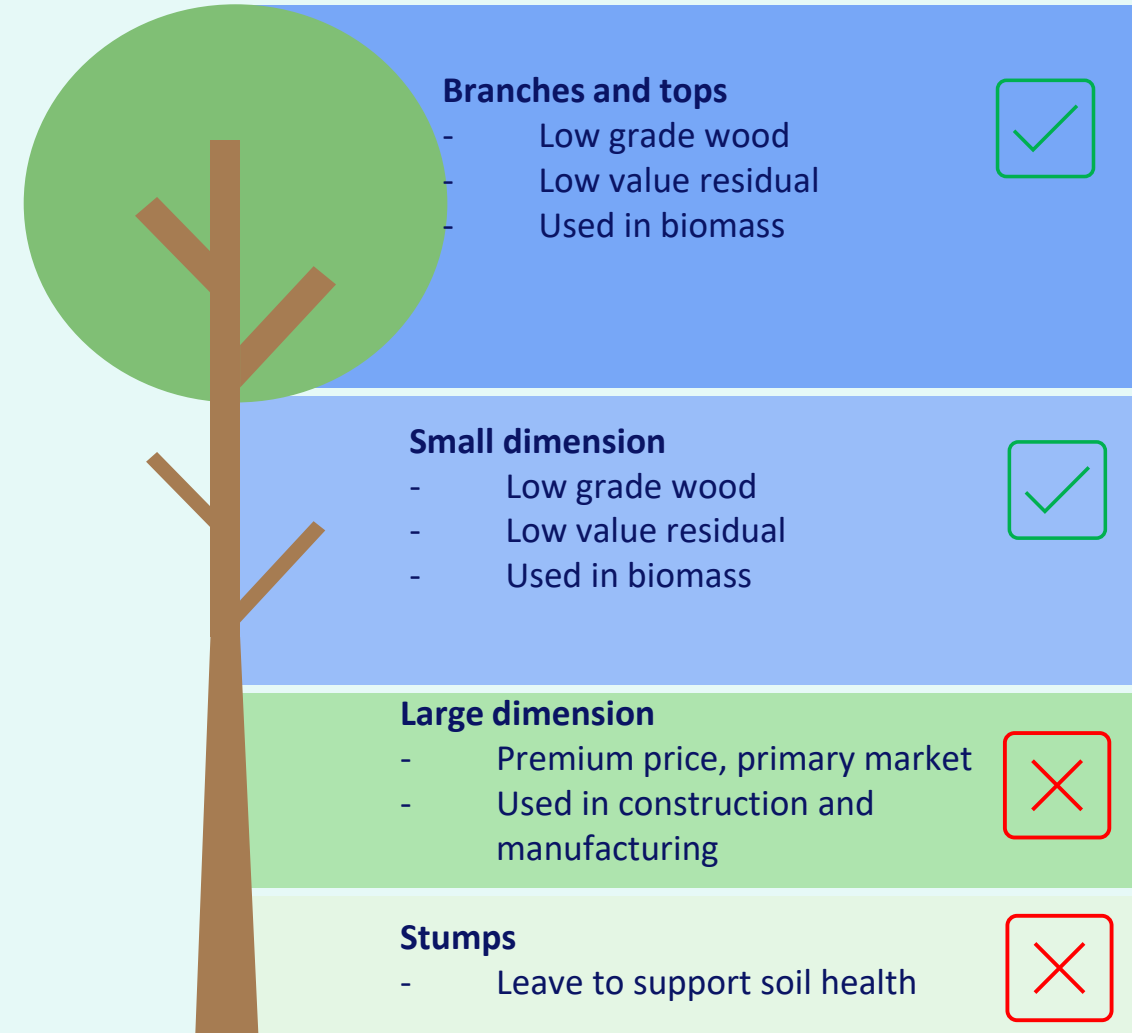 Branches and tops
- Low grade wood
- Low value residual
- Used in biomass
Small dimension
- Low grade wood
- Low value residual
- Used in biomass
Large dimension
- Premium price, primary market
- Used in construction and
manufacturing
Stumps
- Leave to support soil health